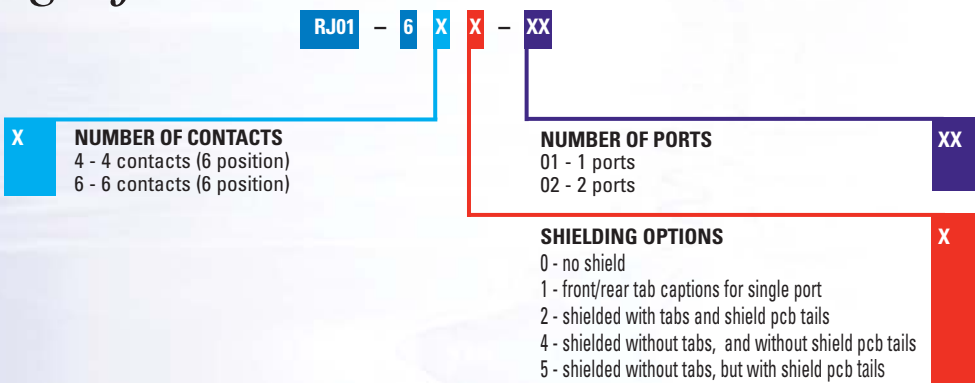 RJ01 – 6 X X – XX
X NUMBER OF CONTACTS
4 - 4 contacts (6 position)
6 - 6 contacts (6 position)
NUMBER OF PORTS XX
01 - 1 ports
02 - 2 ports
SHIELDING OPTIONS X
0 - no shield
1 - front/rear tab captions for single port
2 - shielded with tabs and shield pcb tails
4 - shielded without tabs, and without shield pcb tails
5 - shielded without tabs, but with shield pcb tails